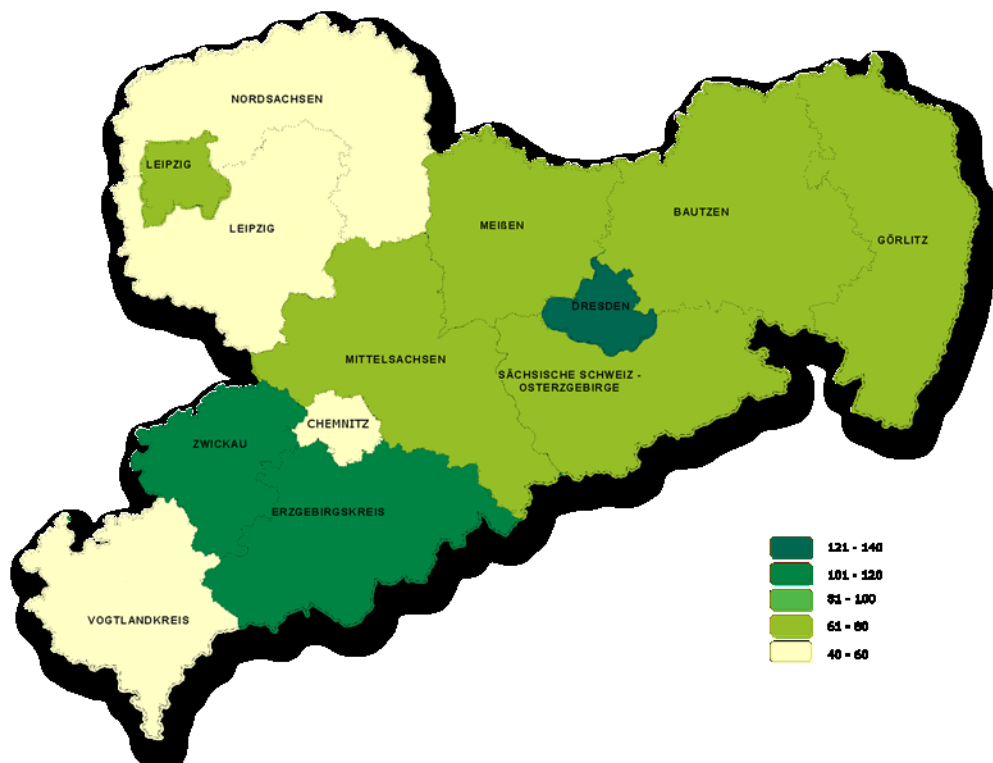 NORDSACHSEN
LEIPZIG
LEIPZIG
MEIßEN
BAUTZEN
GÖRLITZ
DRESDEN
MITTELSACHSEN
SÄCHSISCHE SCHWEIZ -
OSTERZGEBIRGE
CHEMNITZ
ZWICKAU
ERZGEBIRGSKREIS
VOGTLANDKREIS
121 - 140
101 - 120
81 - 100
61 - 80
40 - 60